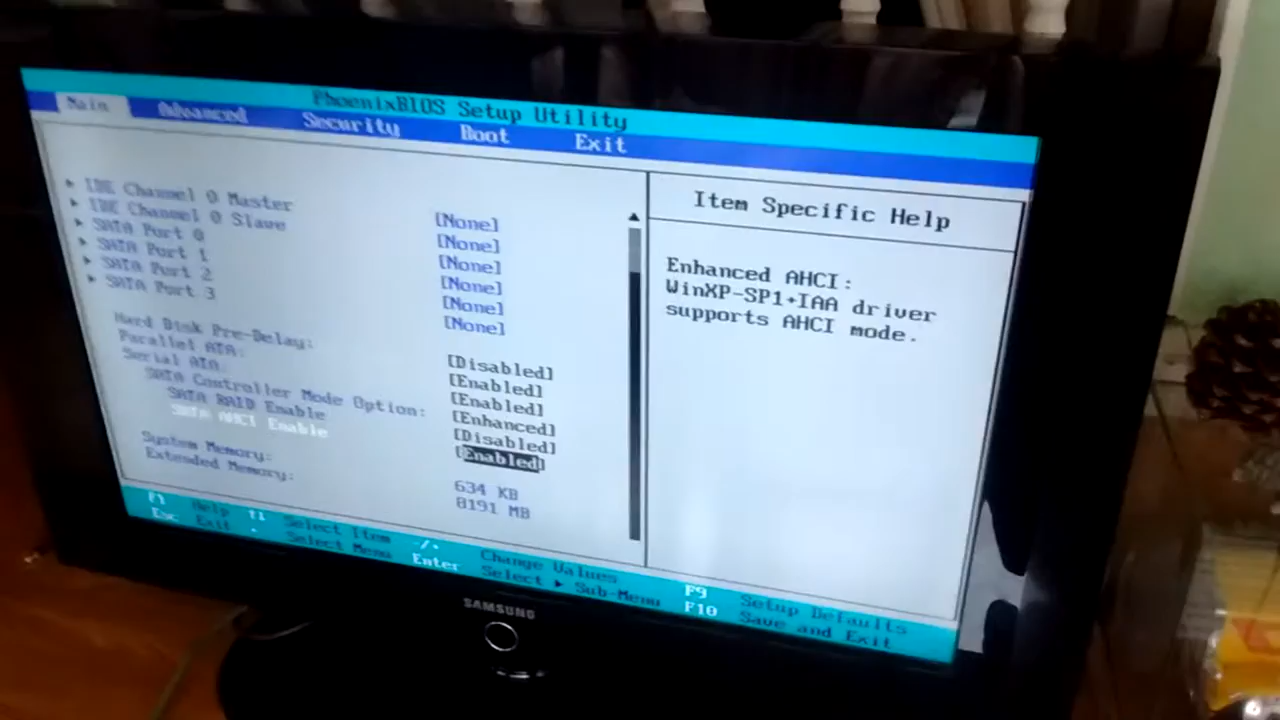 PhoenixBIOS Setup Utility
Main Advanced Security Boot Exit
Item Specific Help
IDE Channel 0 Master [None]
IDE Channel 0 Slave [None]
SATA Port 0 [None]
SATA Port 1 [None]
SATA Port 2 [None]
SATA Port 3 [None]
Hard Disk Pre-Delay: [Disabled]
Parallel ATA: [Enabled]
Serial ATA: [Enabled]
SATA Controller Mode Option: [Enhanced]
SATA RAID Enable [Disabled]
SATA AHCI Enable [Enabled]
System Memory: 634 KB
Extended Memory: 8191 MB
Enhanced AHCI:
WinXP-SP1+IAA driver
supports AHCI mode.
F1 Help ↑↓ Select Item -/+ Change Values F9 Setup Defaults
Esc Exit Select Menu Enter Select ▶ Sub-Menu F10 Save and Exit
SAMSUNG